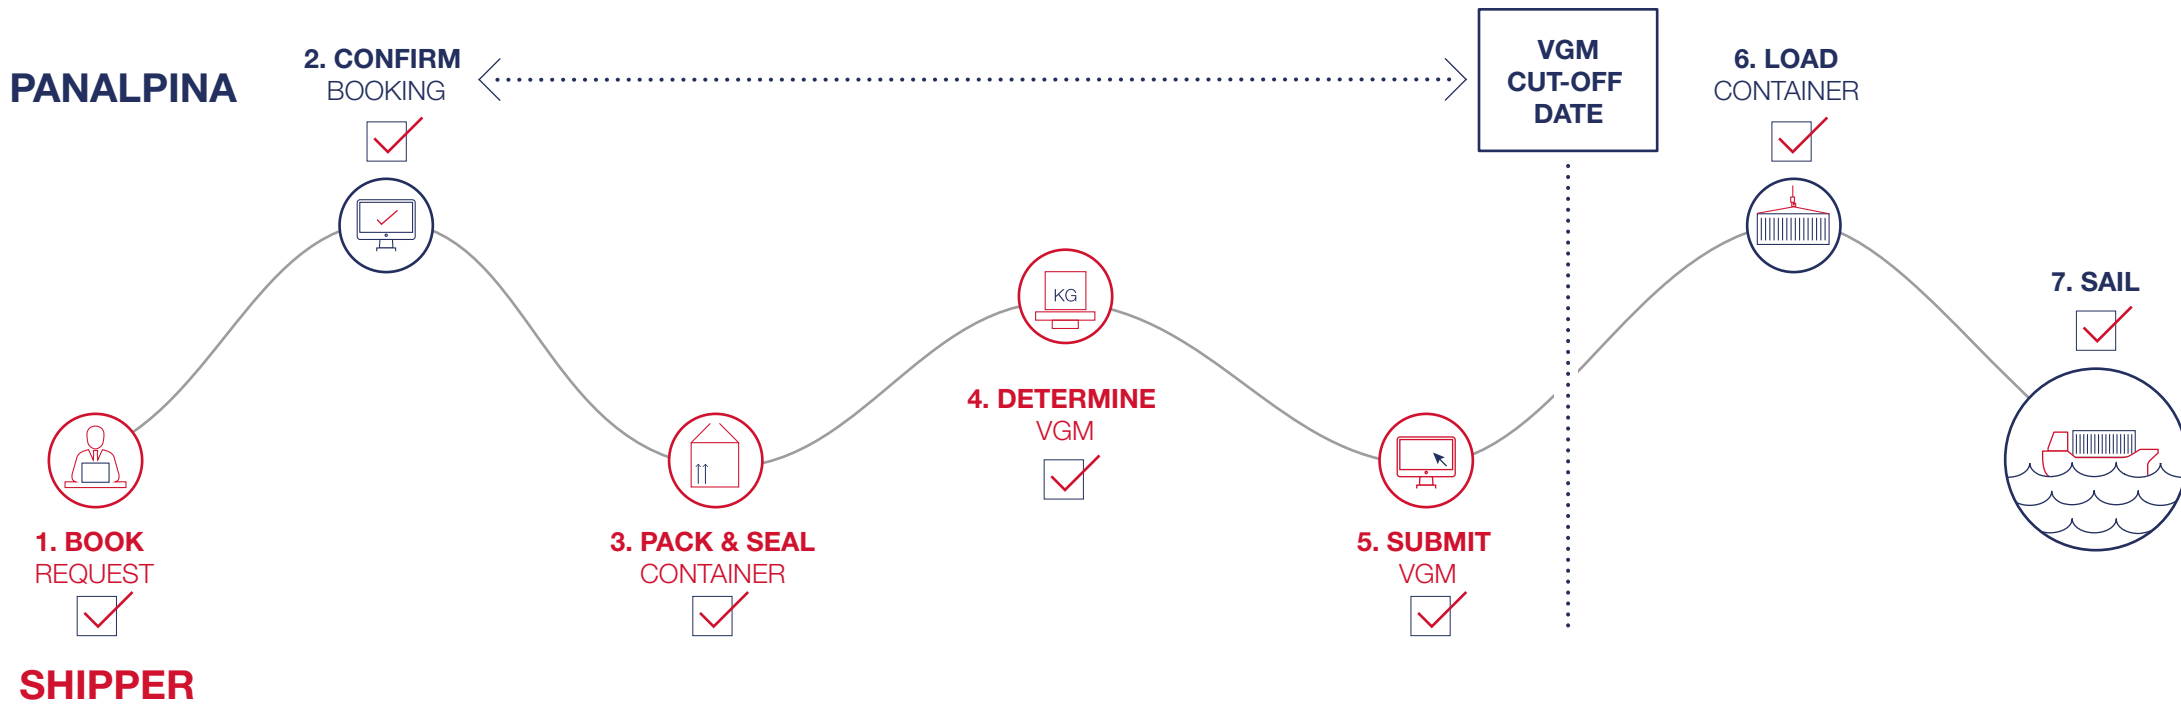 PANALPINA
2. CONFIRM
BOOKING
VGM
CUT-OFF
DATE
6. LOAD
CONTAINER
7. SAIL
KG
4. DETERMINE
VGM
1. BOOK
REQUEST
3. PACK & SEAL
CONTAINER
5. SUBMIT
VGM
SHIPPER